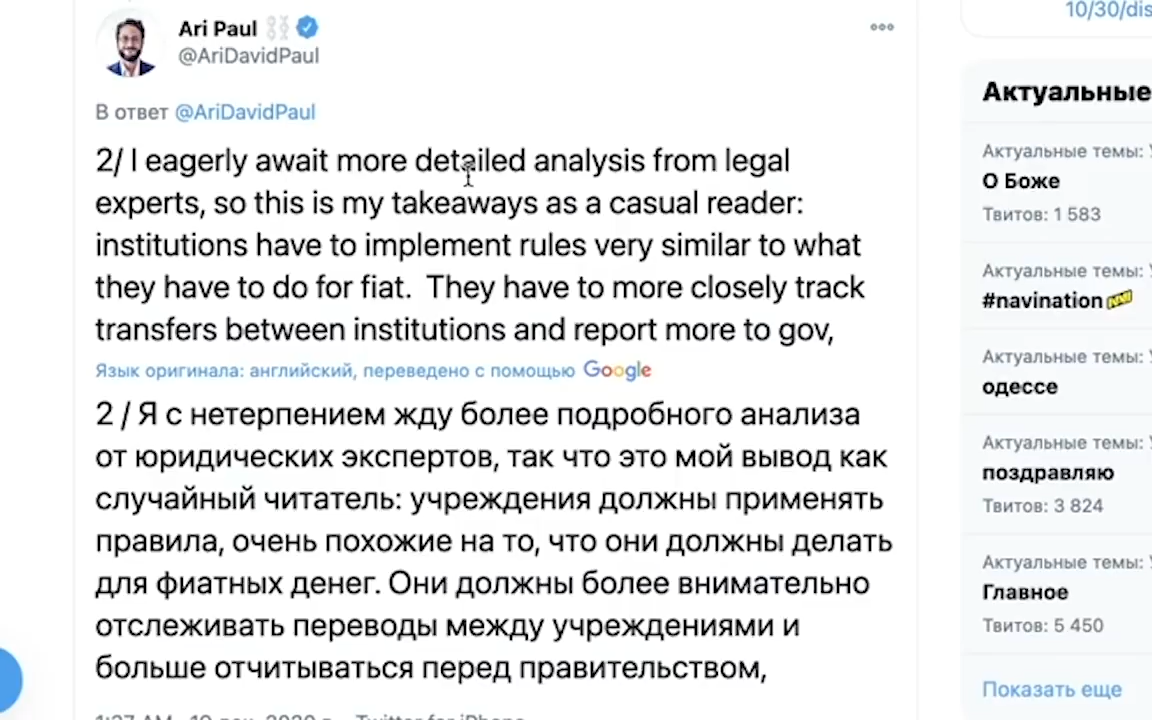 Ari Paul
@AriDavidPaul
В ответ @AriDavidPaul
2/ I eagerly await more detailed analysis from legal
experts, so this is my takeaways as a casual reader:
institutions have to implement rules very similar to what
they have to do for fiat.  They have to more closely track
transfers between institutions and report more to gov,
Язык оригинала: английский, переведено с помощью Google
2 / Я с нетерпением жду более подробного анализа
от юридических экспертов, так что это мой вывод как
случайный читатель: учреждения должны применять
правила, очень похожие на то, что они должны делать
для фиатных денег. Они должны более внимательно
отслеживать переводы между учреждениями и
больше отчитываться перед правительством,
10/30/dis
Актуальные
Актуальные темы: У
О Боже
Твитов: 1 583
Актуальные темы: У
#navination
Актуальные темы: У
одессе
Актуальные темы: У
поздравляю
Твитов: 3 824
Актуальные темы: У
Главное
Твитов: 5 450
Показать еще